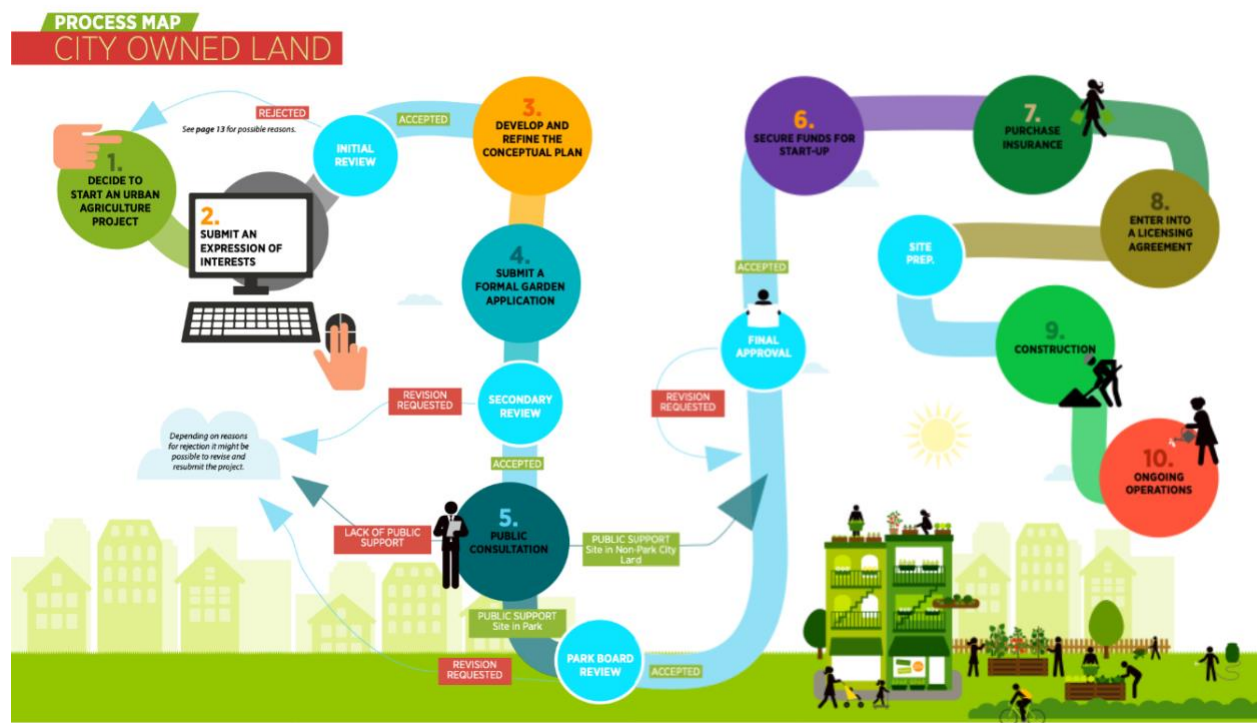 PROCESS MAP
CITY OWNED LAND
REJECTED
See page 13 for possible reasons.
1.
DECIDE TO
START AN URBAN
AGRICULTURE
PROJECT
2.
SUBMIT AN
EXPRESSION OF
INTERESTS
INITIAL
REVIEW
ACCEPTED
3.
DEVELOP AND
REFINE THE
CONCEPTUAL PLAN
4.
SUBMIT A
FORMAL GARDEN
APPLICATION
SECONDARY
REVIEW
REVISION
REQUESTED
Depending on reasons
for rejection it might be
possible to revise and
resubmit the project.
ACCEPTED
5.
PUBLIC
CONSULTATION
LACK OF PUBLIC
SUPPORT
PUBLIC SUPPORT
Site in Non-Park City
Lard
PUBLIC SUPPORT
Site in Park
PARK BOARD
REVIEW
REVISION
REQUESTED
ACCEPTED
FINAL
APPROVAL
REVISION
REQUESTED
ACCEPTED
6.
SECURE FUNDS FOR
START-UP
7.
PURCHASE
INSURANCE
8.
ENTER INTO
A LICENSING
AGREEMENT
SITE
PREP.
9.
CONSTRUCTION
10.
ONGOING
OPERATIONS